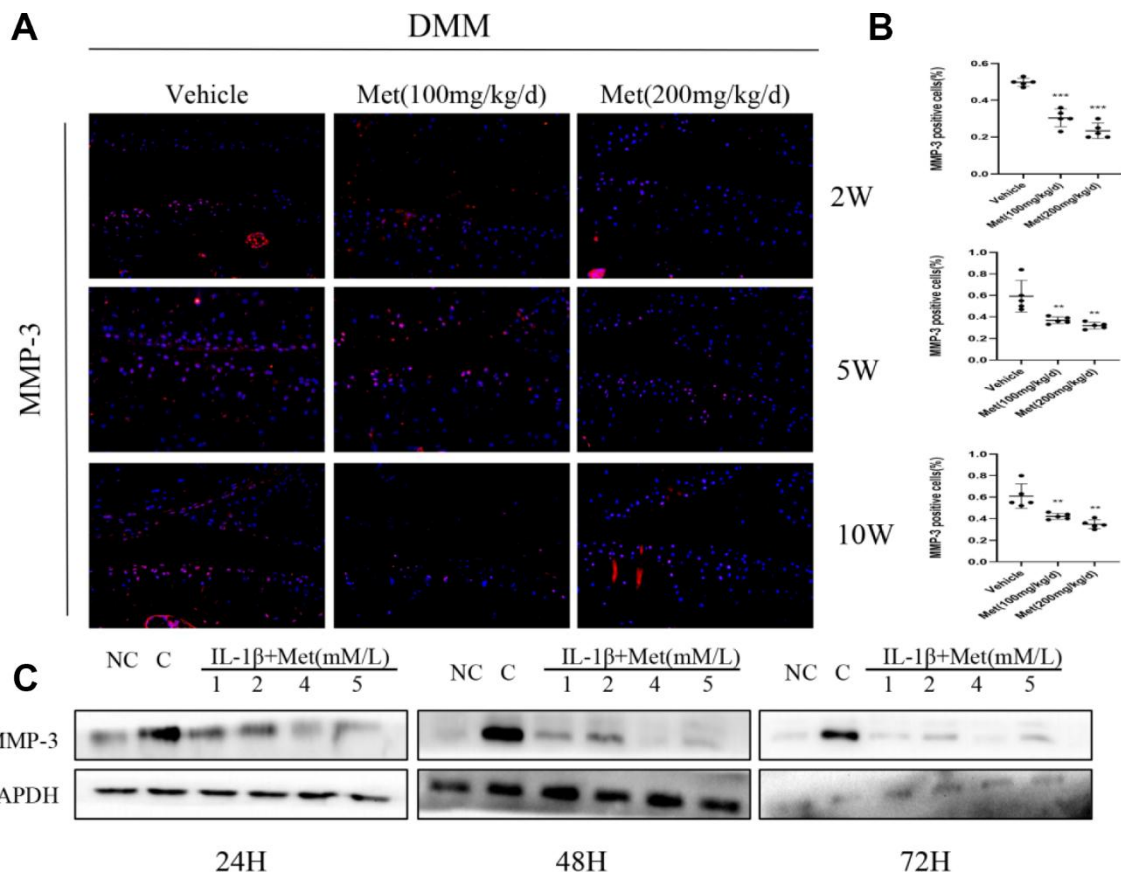 A
DMM
B
Vehicle
Met(100mg/kg/d)
Met(200mg/kg/d)
MMP-3
2W
5W
10W
MMP-3 positive cells(%)
0.6
0.4
0.2
0.0
***
***
Vehicle
Met(100mg/kg/d)
Met(200mg/kg/d)
MMP-3 positive cells(%)
1.0
0.8
0.6
0.4
0.2
0.0
**
**
Vehicle
Met(100mg/kg/d)
Met(200mg/kg/d)
MMP-3 positive cells(%)
1.0
0.8
0.6
0.4
0.2
0.0
**
**
Vehicle
Met(100mg/kg/d)
Met(200mg/kg/d)
C
NC C IL-1β+Met(mM/L)
1 2 4 5
NC C IL-1β+Met(mM/L)
1 2 4 5
NC C IL-1β+Met(mM/L)
1 2 4 5
MMP-3
APDH
24H
48H
72H